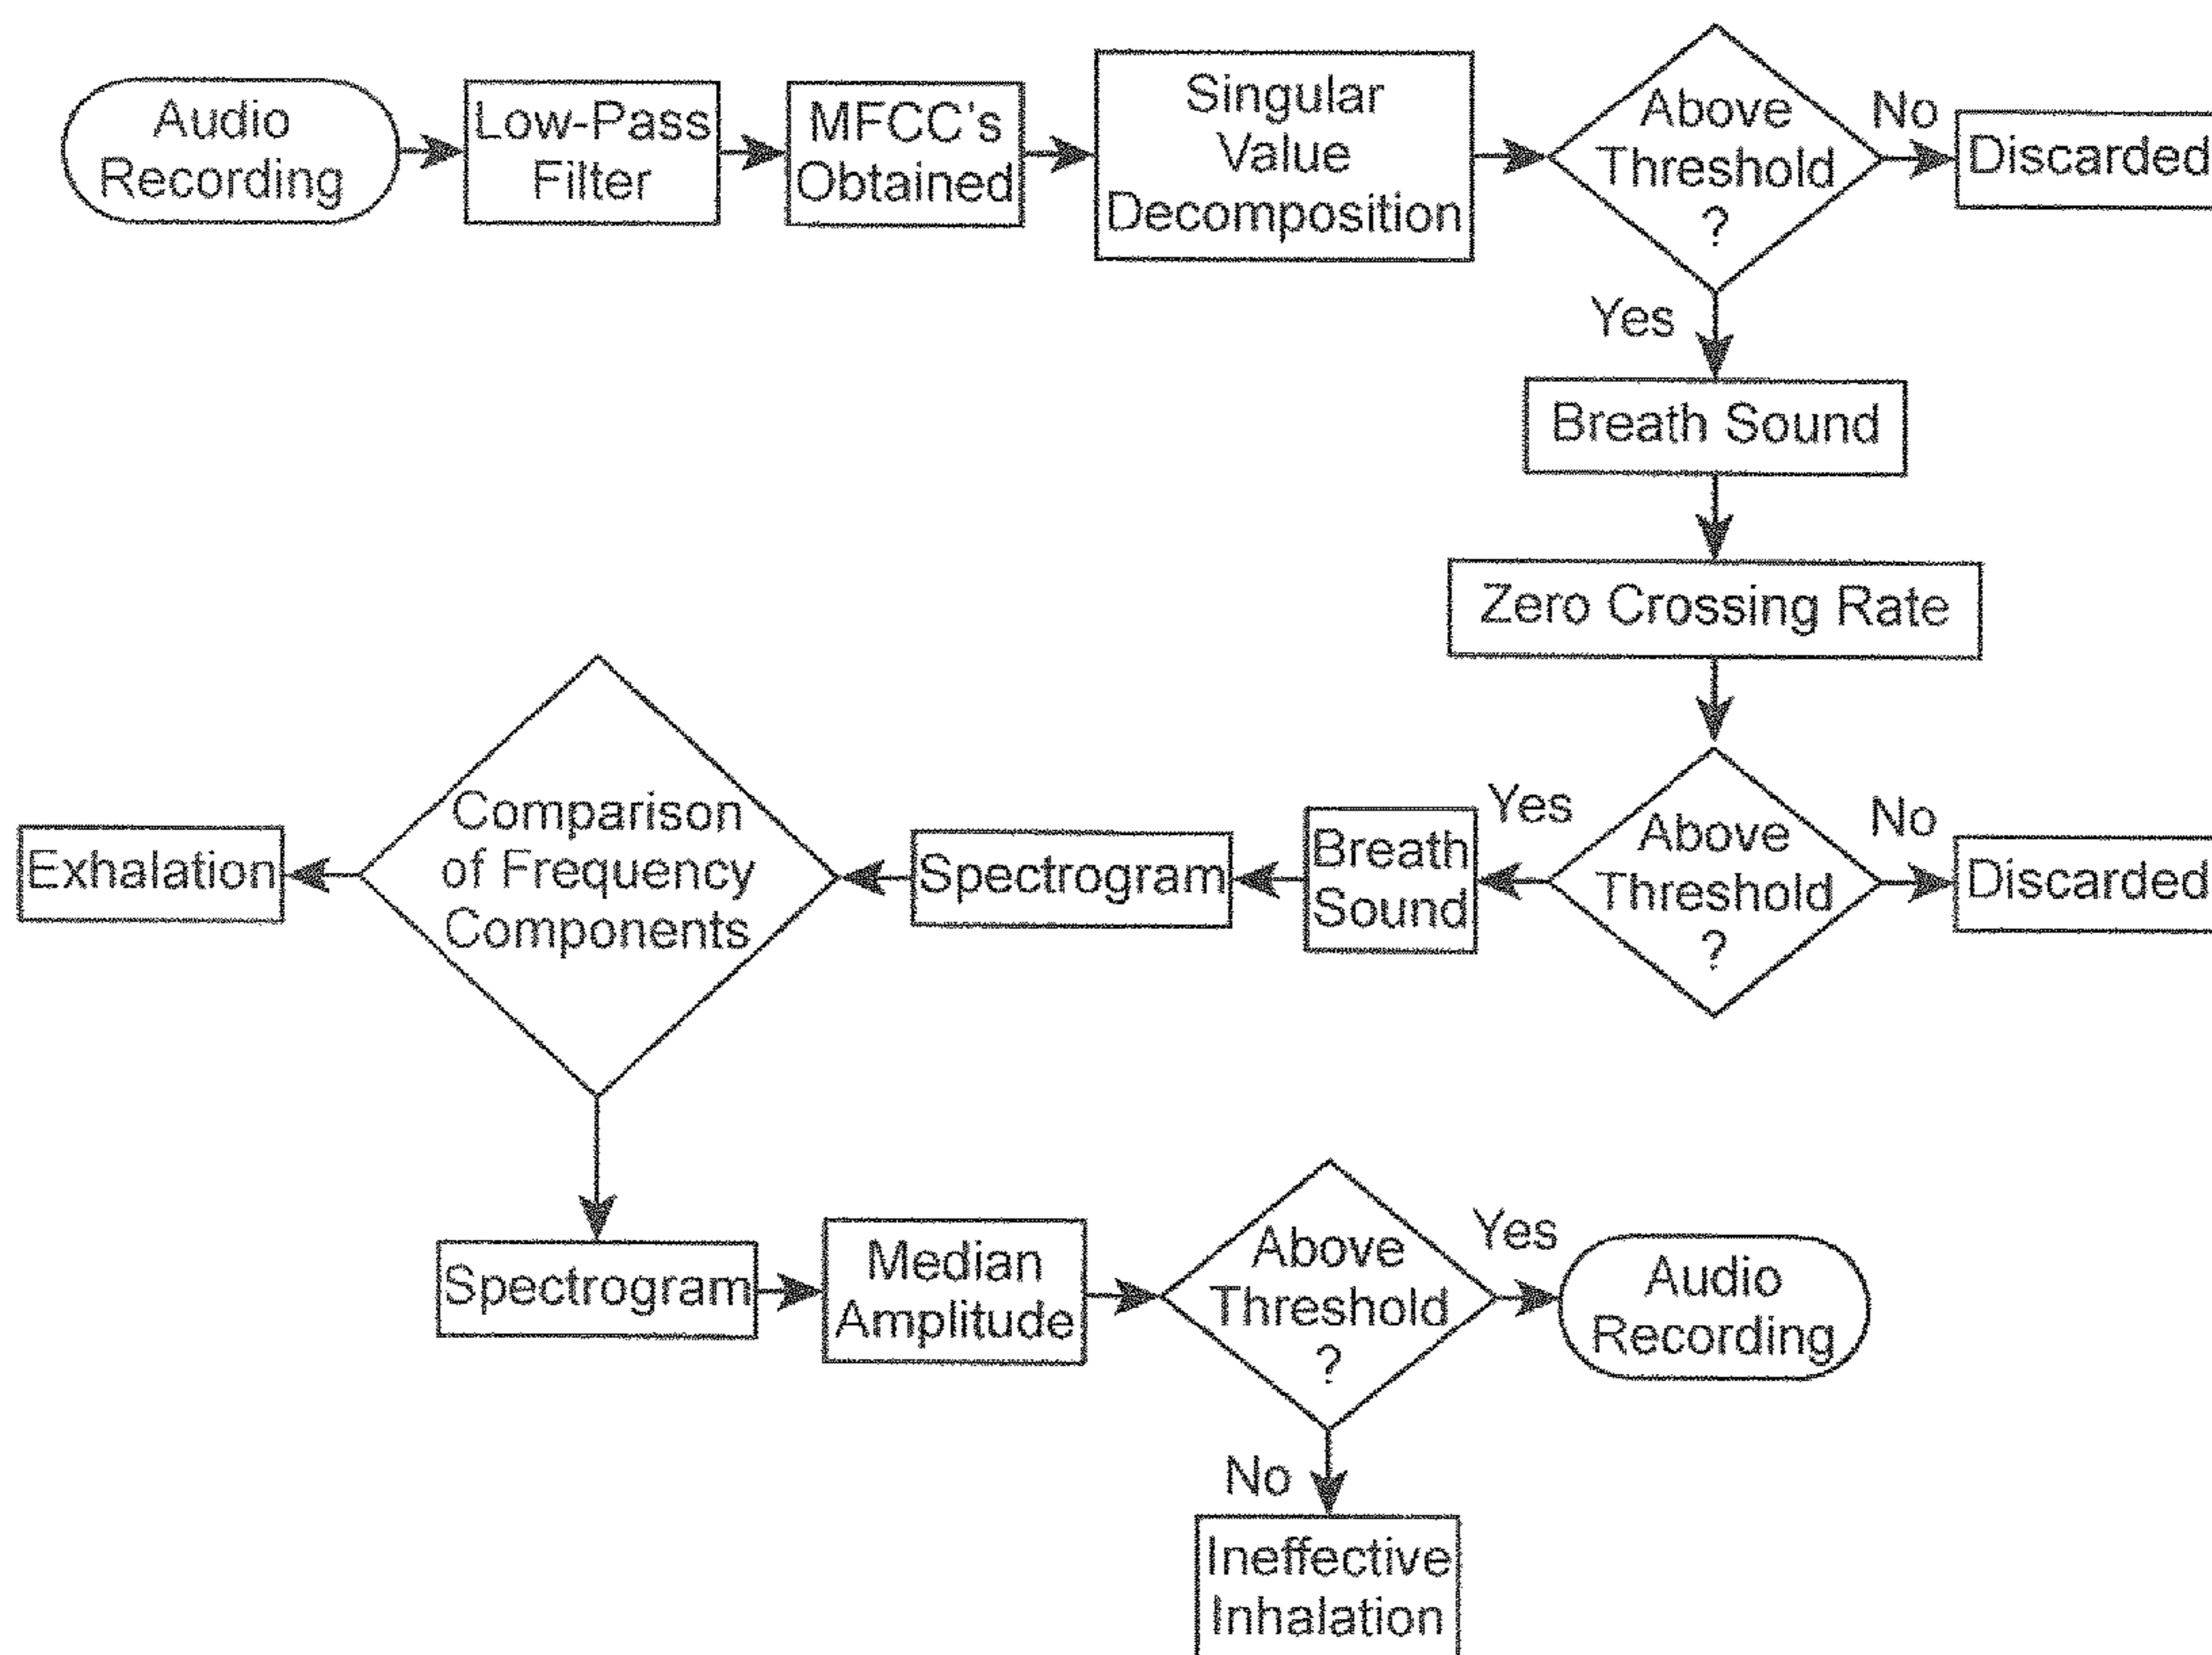 Audio
Recording
Low-Pass
Filter
MFCC's
Obtained
Singular
Value
Decomposition
Above
Threshold
?
No
Discarded
Yes
Breath Sound
Zero Crossing Rate
Above
Threshold
?
No
Discarded
Yes
Breath
Sound
Spectrogram
Comparison
of Frequency
Components
Exhalation
Spectrogram
Median
Amplitude
Above
Threshold
?
Yes
Audio
Recording
No
Ineffective
Inhalation